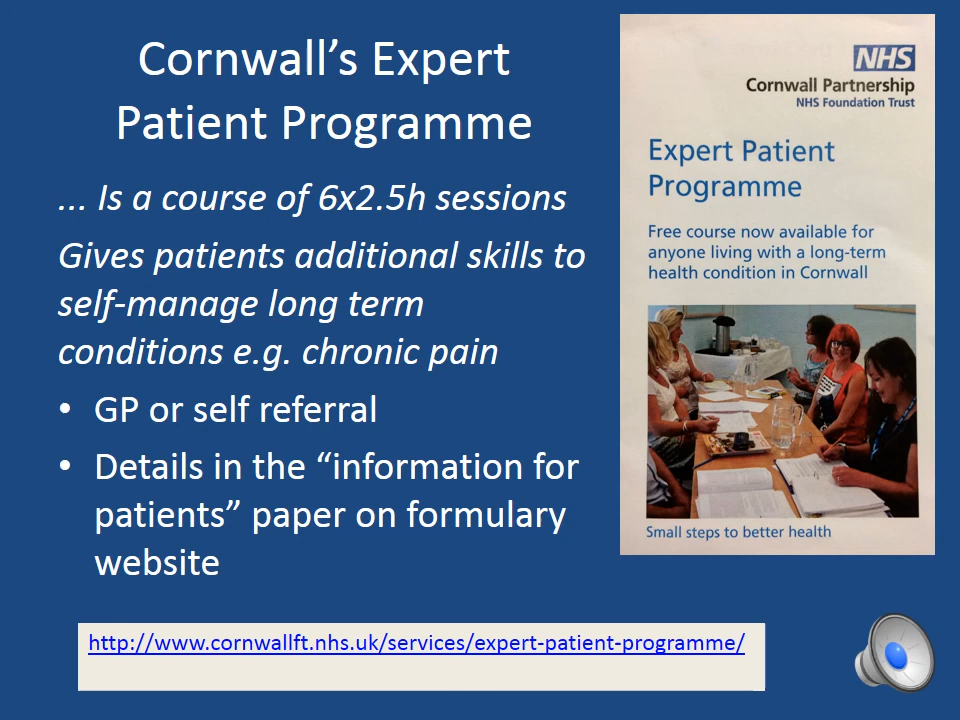 Cornwall’s Expert
Patient Programme
... Is a course of 6x2.5h sessions
Gives patients additional skills to
self-manage long term
conditions e.g. chronic pain
• GP or self referral
• Details in the “information for
patients” paper on formulary
website
http://www.cornwallft.nhs.uk/services/expert-patient-programme/
NHS
Cornwall Partnership
NHS Foundation Trust
Expert Patient
Programme
Free course now available for
anyone living with a long-term
health condition in Cornwall
Small steps to better health